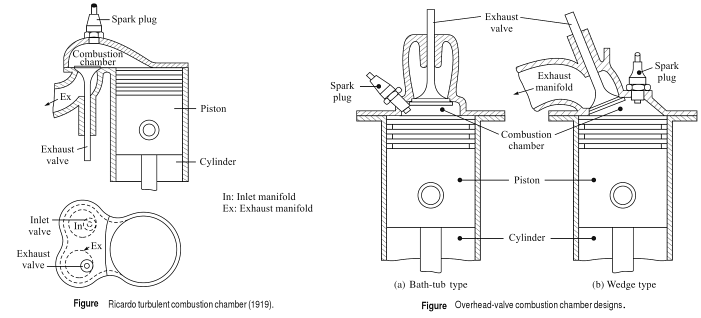 Spark plug
Combustion
chamber
Ex
Piston
Exhaust
valve
Cylinder
Inlet
valve
In
Ex
Exhaust
valve
In: Inlet manifold
Ex: Exhaust manifold
Figure Ricardo turbulent combustion chamber (1919).
Exhaust
valve
Spark
plug
Exhaust
manifold
Spark
plug
Combustion
chamber
Piston
Cylinder
(a) Bath-tub type
(b) Wedge type
Figure Overhead-valve combustion chamber designs.